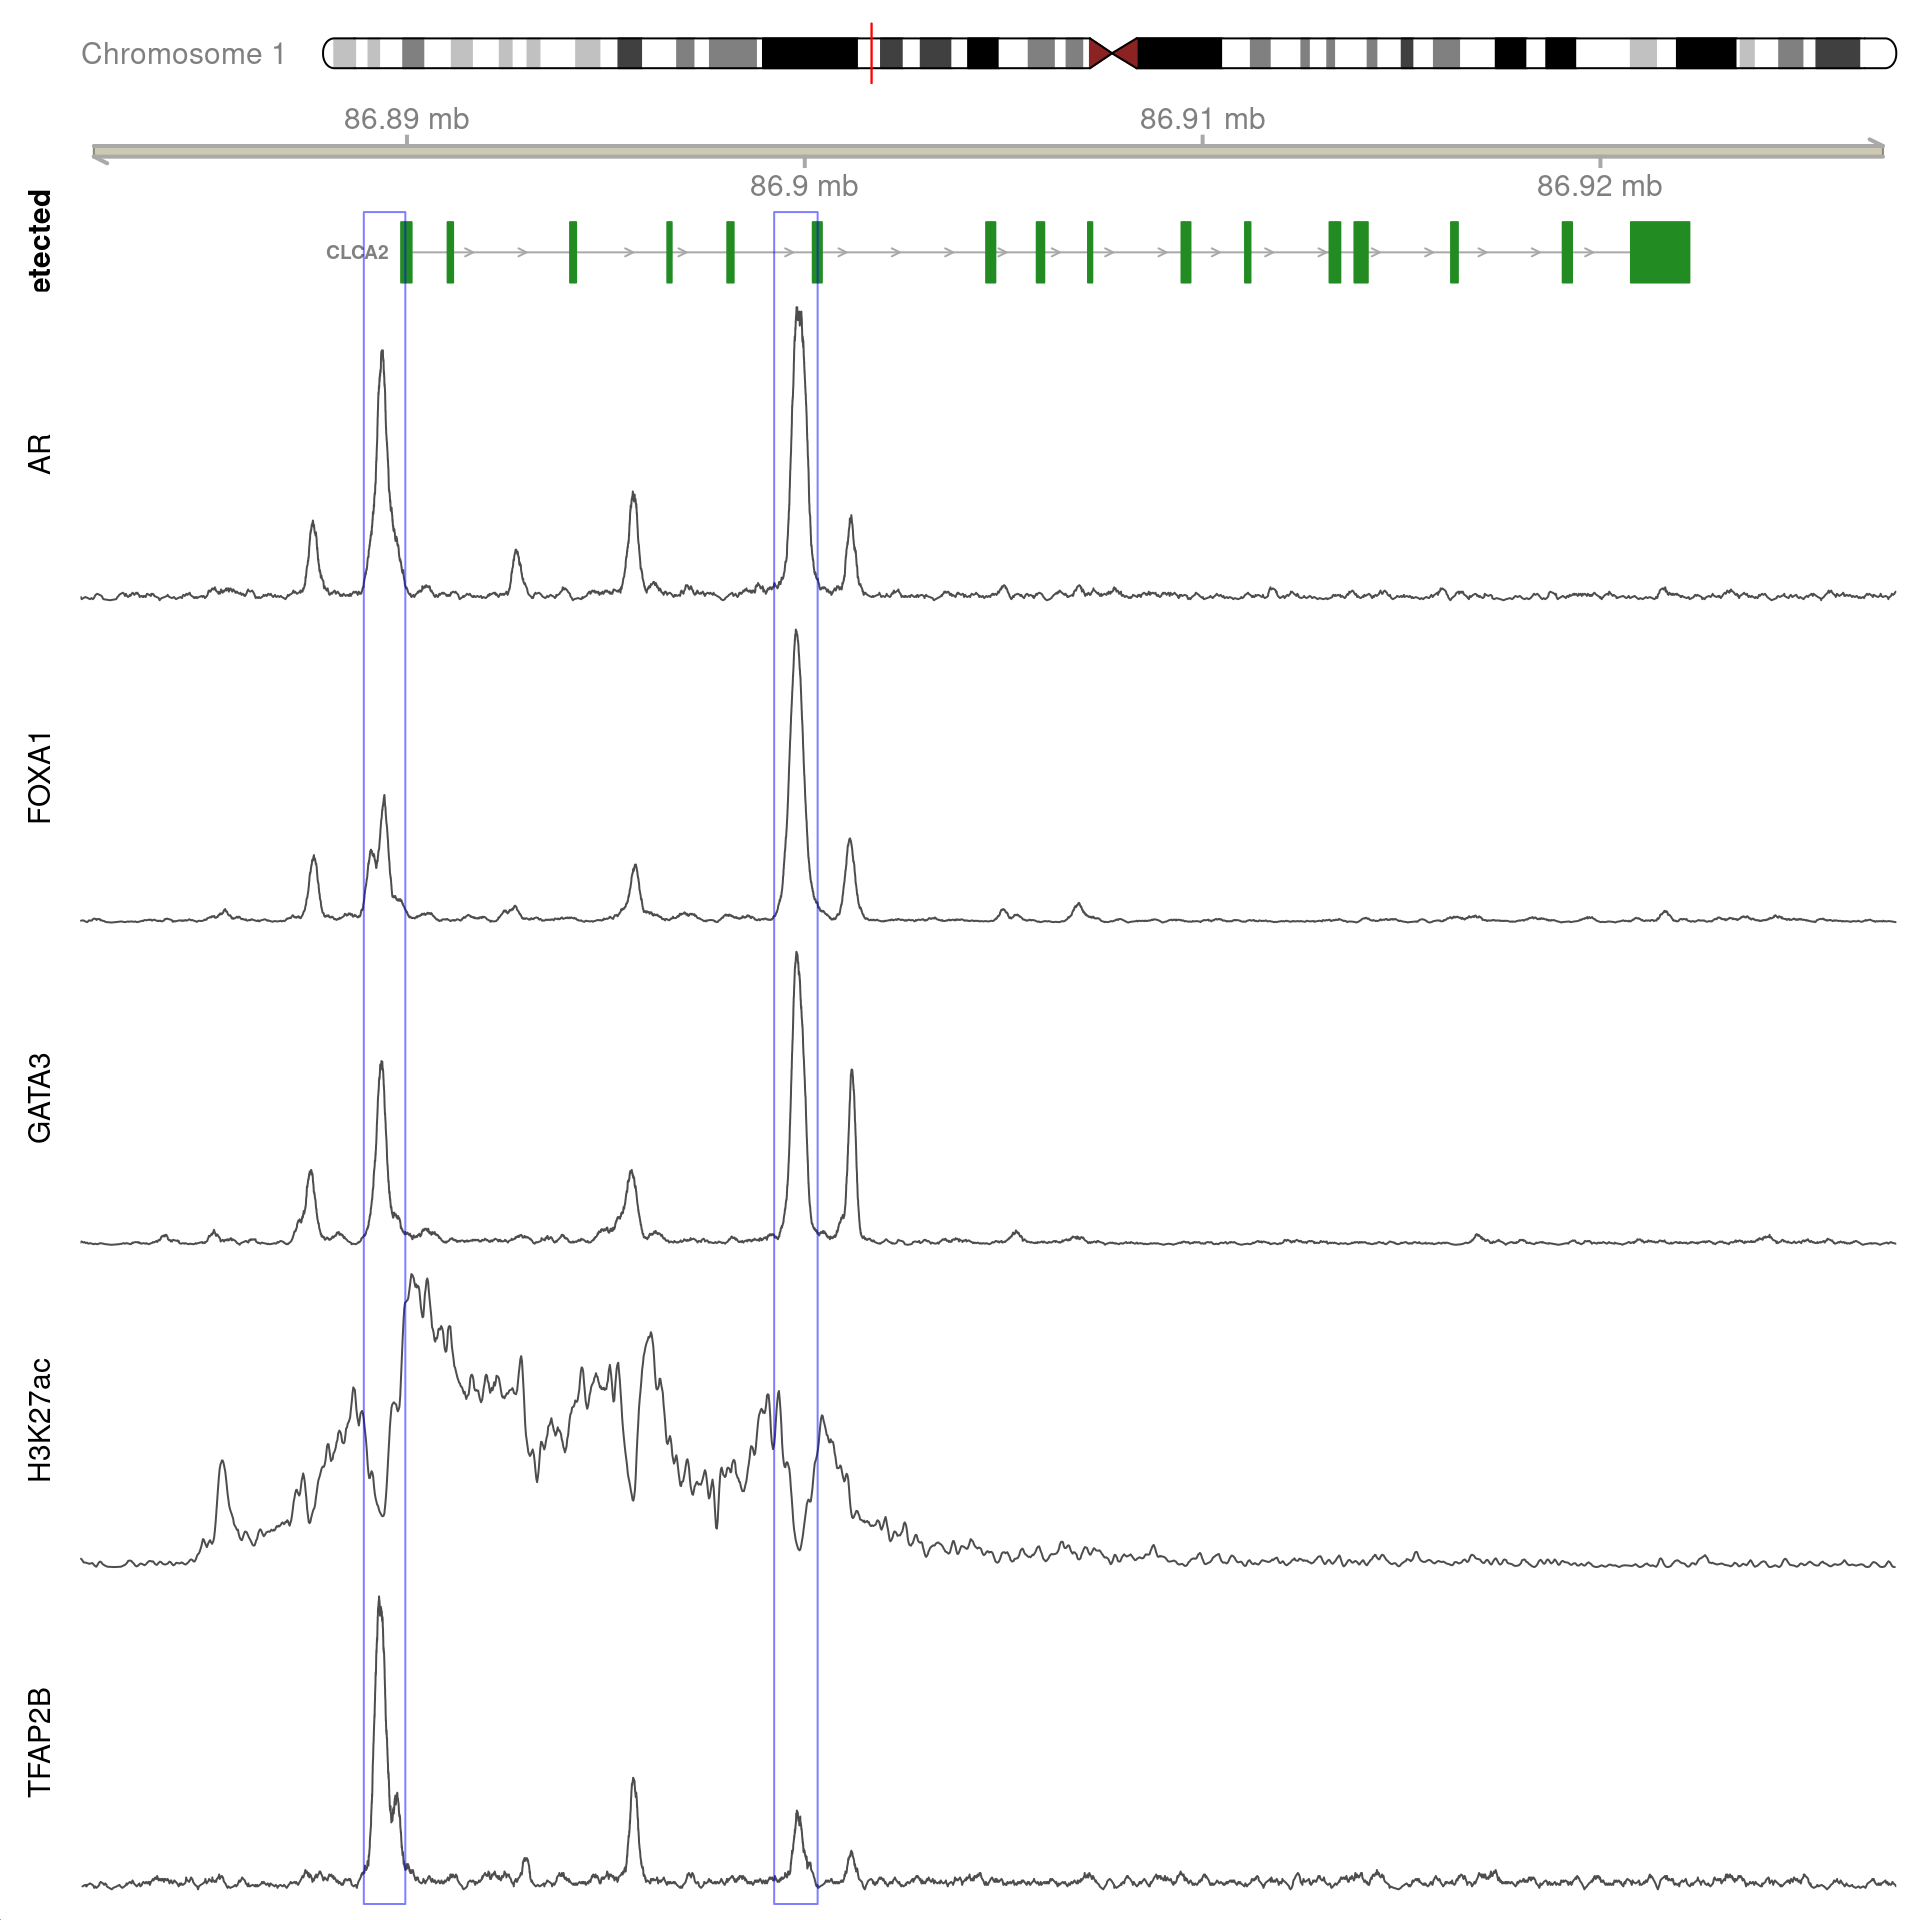 Chromosome 1
86.89 mb
86.91 mb
86.9 mb
86.92 mb
etected
CLCA2
AR
FOXA1
GATA3
H3K27ac
TFAP2B